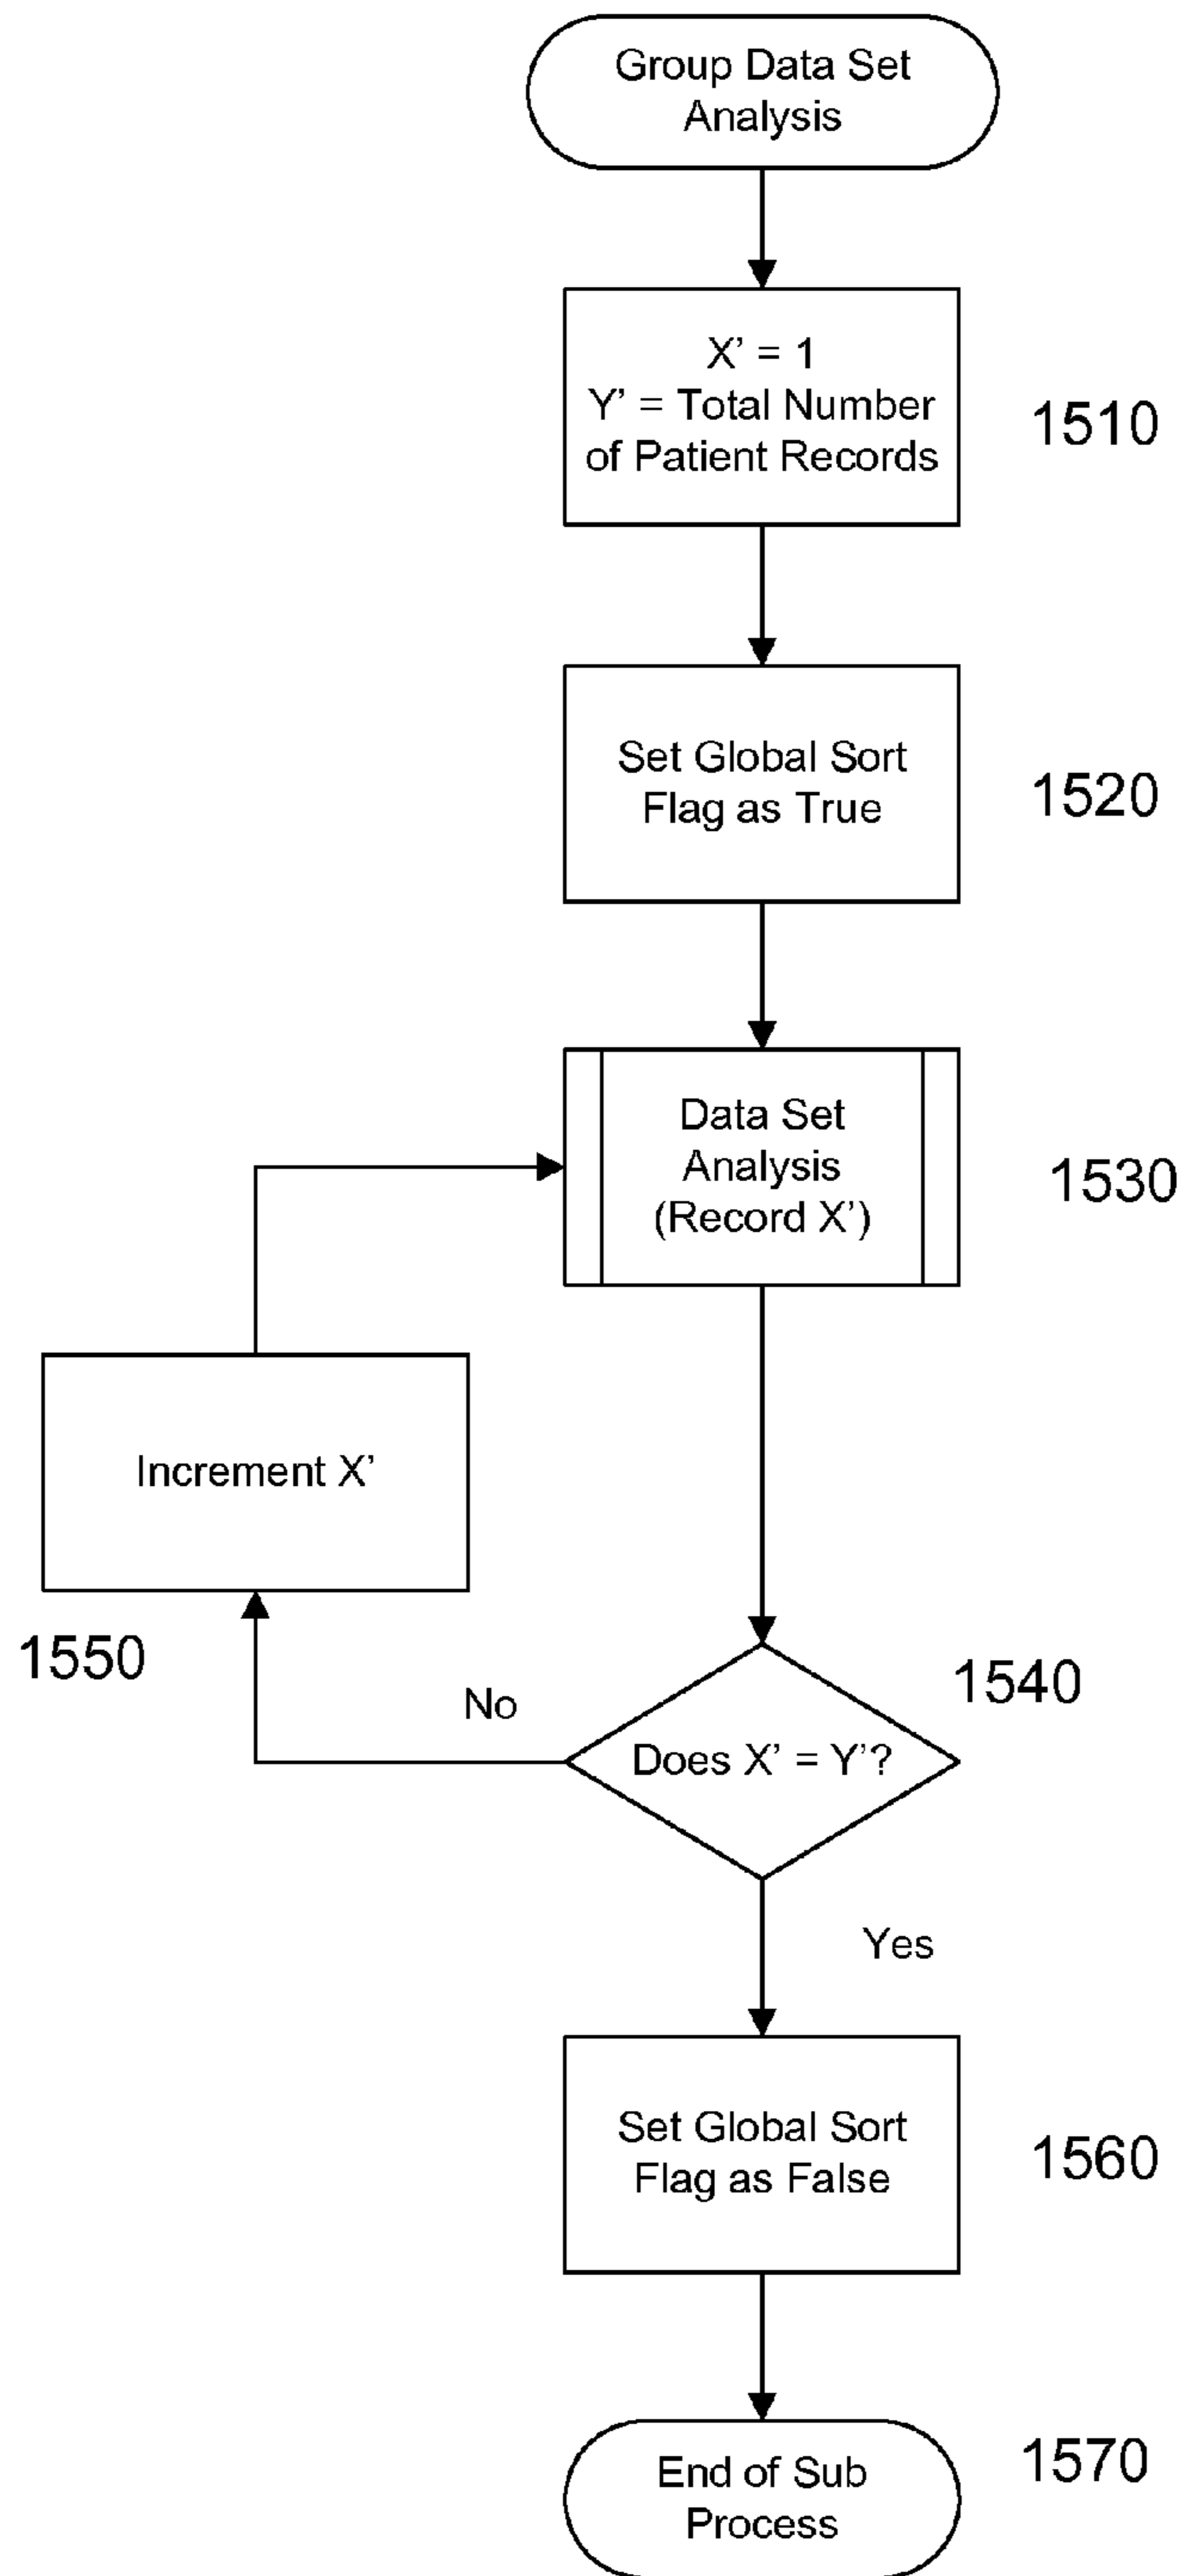 Group Data Set
Analysis
X’ = 1
Y’ = Total Number
of Patient Records
1510
Set Global Sort
Flag as True
1520
Data Set
Analysis
(Record X’)
1530
Increment X’
1550
No
1540
Does X’ = Y’?
Yes
Set Global Sort
Flag as False
1560
End of Sub
Process
1570